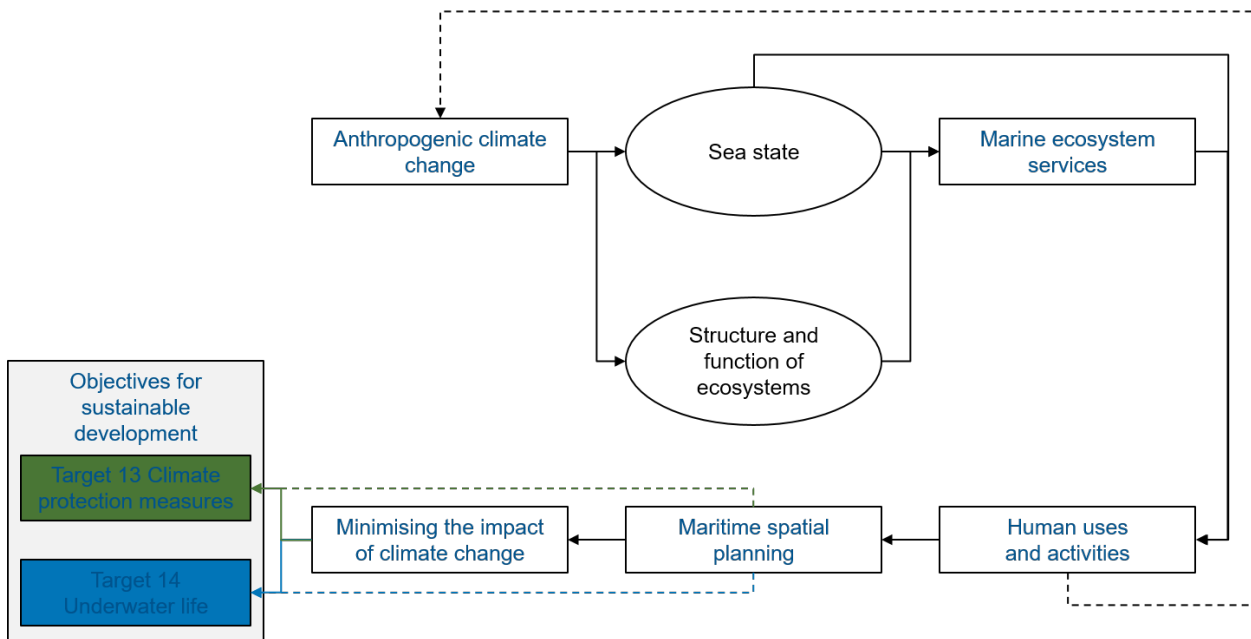 Anthropogenic climate
change
Sea state
Marine ecosystem
services
Structure and
function of
ecosystems
Objectives for
sustainable
development
Target 13 Climate
protection measures
Target 14
Underwater life
Minimising the impact
of climate change
Maritime spatial
planning
Human uses
and activities